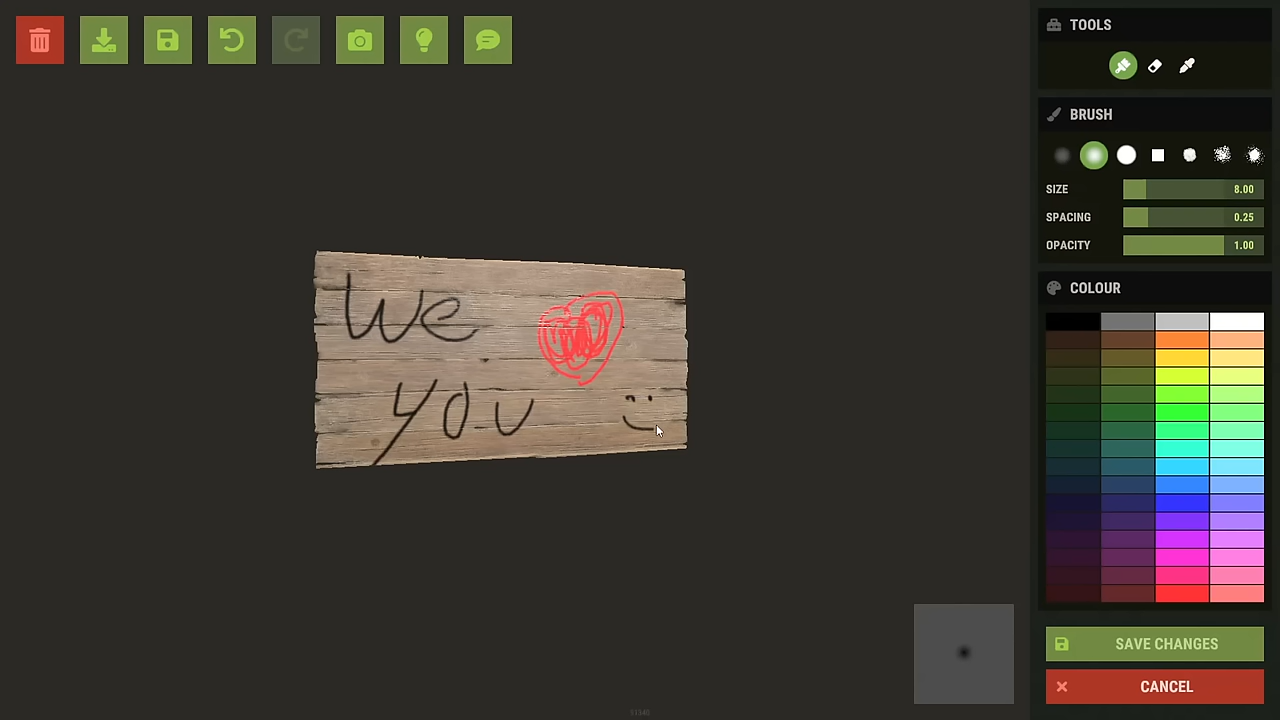 TOOLS
BRUSH
SIZE 8.00
SPACING 0.25
OPACITY 1.00
COLOUR
We
you :)
SAVE CHANGES
CANCEL